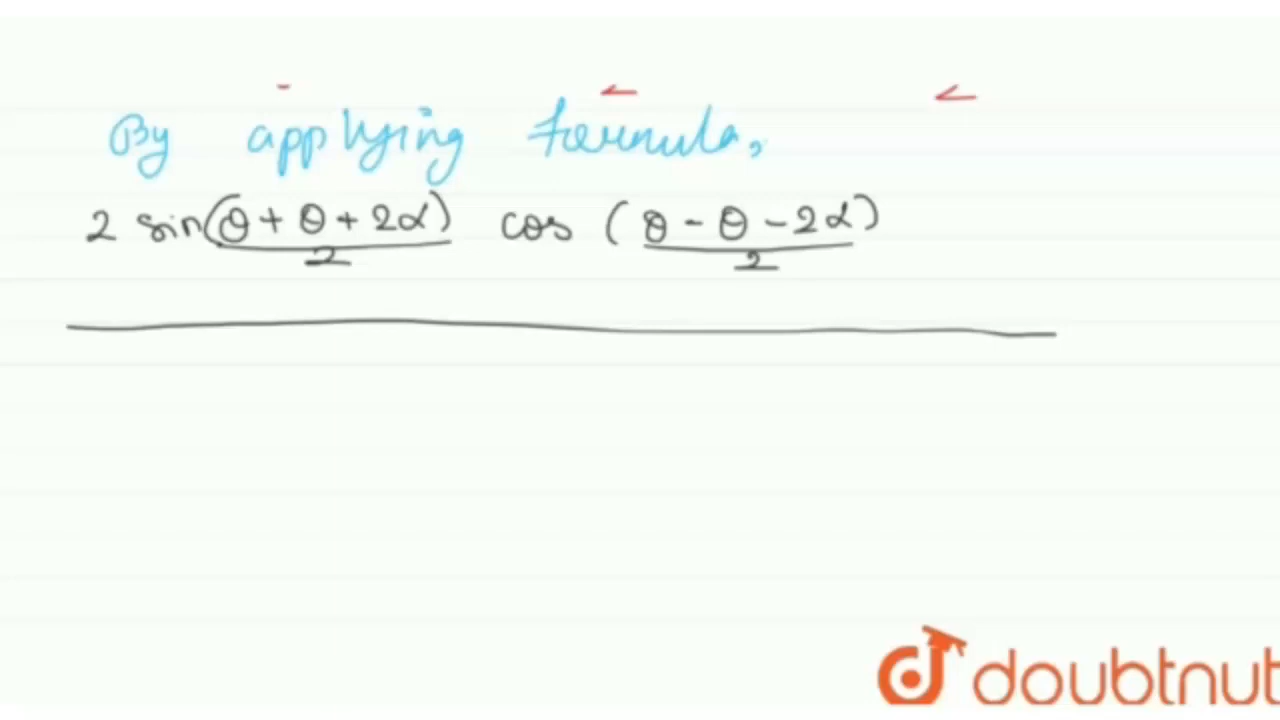 By applying formula,
2 sin(θ + θ + 2α)/2 cos (θ - θ - 2α)/2
doubtnut